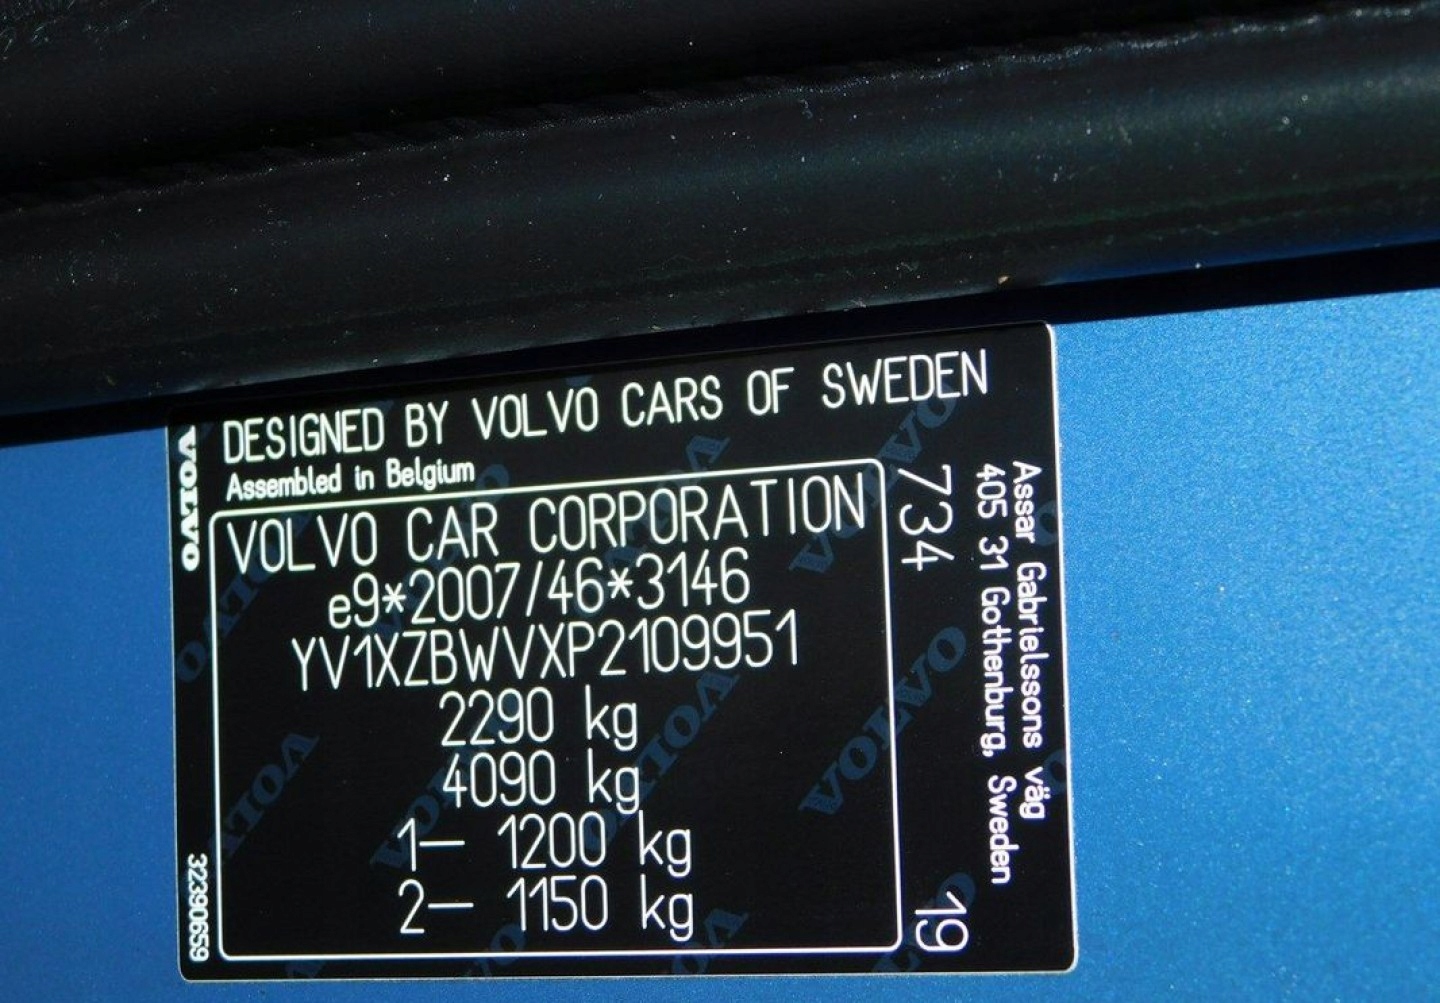 DESIGNED BY VOLVO CARS OF SWEDEN
Assembled in Belgium
VOLVO CAR CORPORATION
e9*2007/46*3146
YV1XZBWVXP2109951
2290 kg
4090 kg
1– 1200 kg
2– 1150 kg
VOLVO
32390659
734
19
Assar Gabrielssons väg
405 31 Gothenburg, Sweden